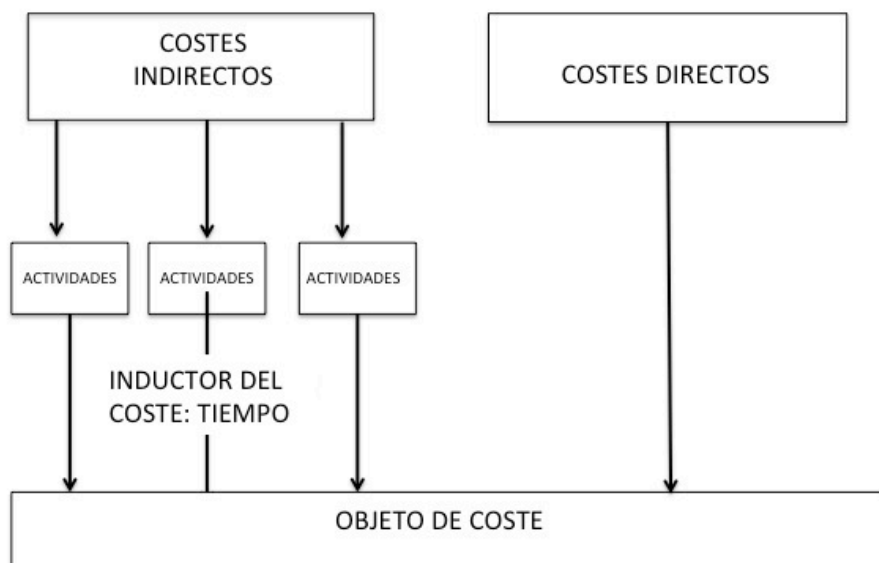 COSTES
INDIRECTOS
COSTES DIRECTOS
ACTIVIDADES
ACTIVIDADES
ACTIVIDADES
INDUCTOR DEL
COSTE: TIEMPO
OBJETO DE COSTE